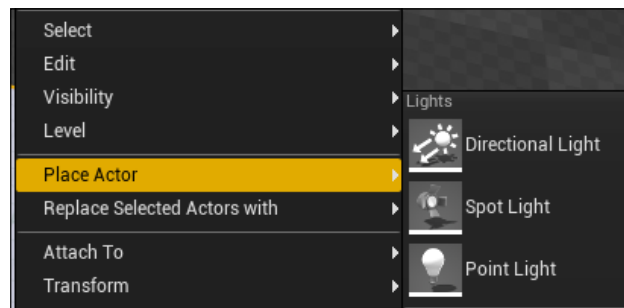 Select
Edit
Visibility
Level
Place Actor
Replace Selected Actors with
Attach To
Transform
Lights
Directional Light
Spot Light
Point Light